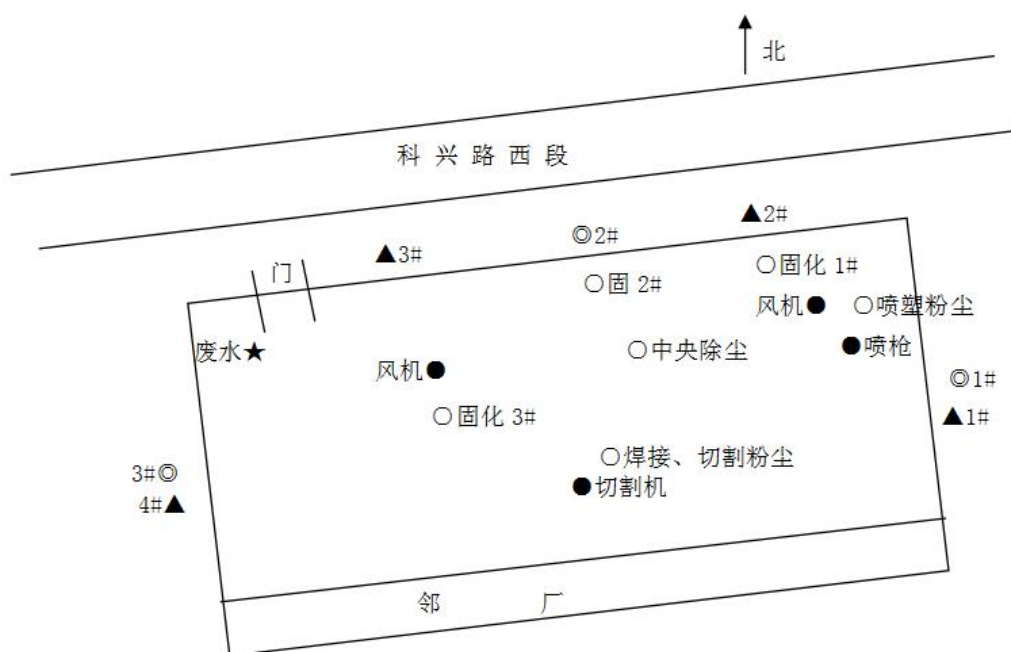 北
科兴路西段
▲2#
◎2#
▲3#
○固化 1#
门
○固 2#
风机●
○喷塑粉尘
废水★
○中央除尘
●喷枪
风机●
◎1#
○固化 3#
▲1#
○焊接、切割粉尘
3#◎
●切割机
4#▲
邻 厂